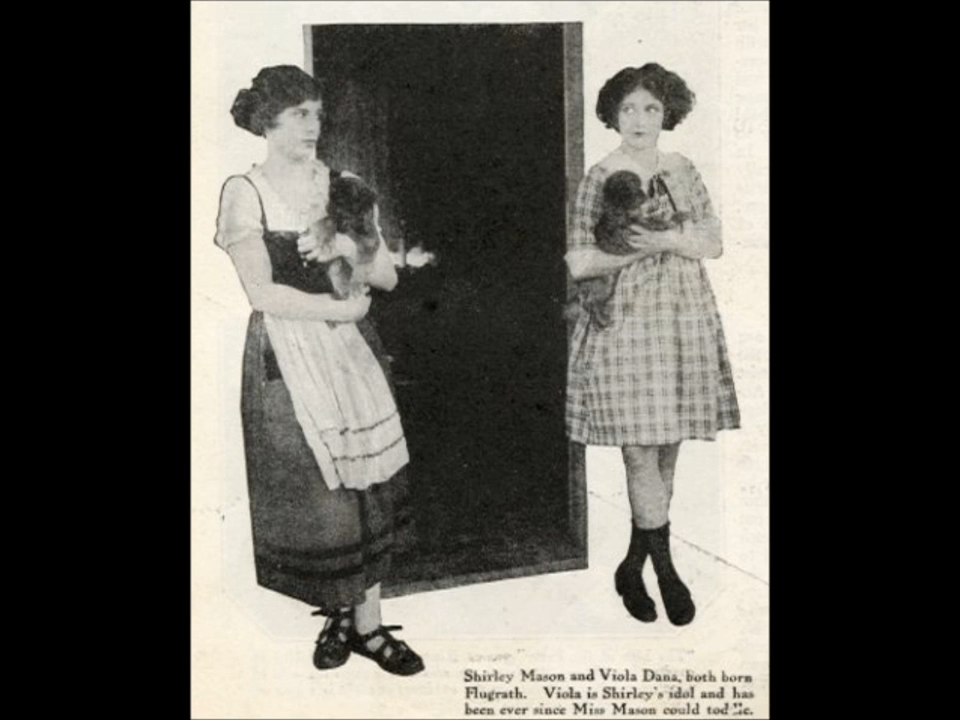 Shirley Mason and Viola Dana, both born
Flugrath. Viola is Shirley's idol and has
been ever since Miss Mason could